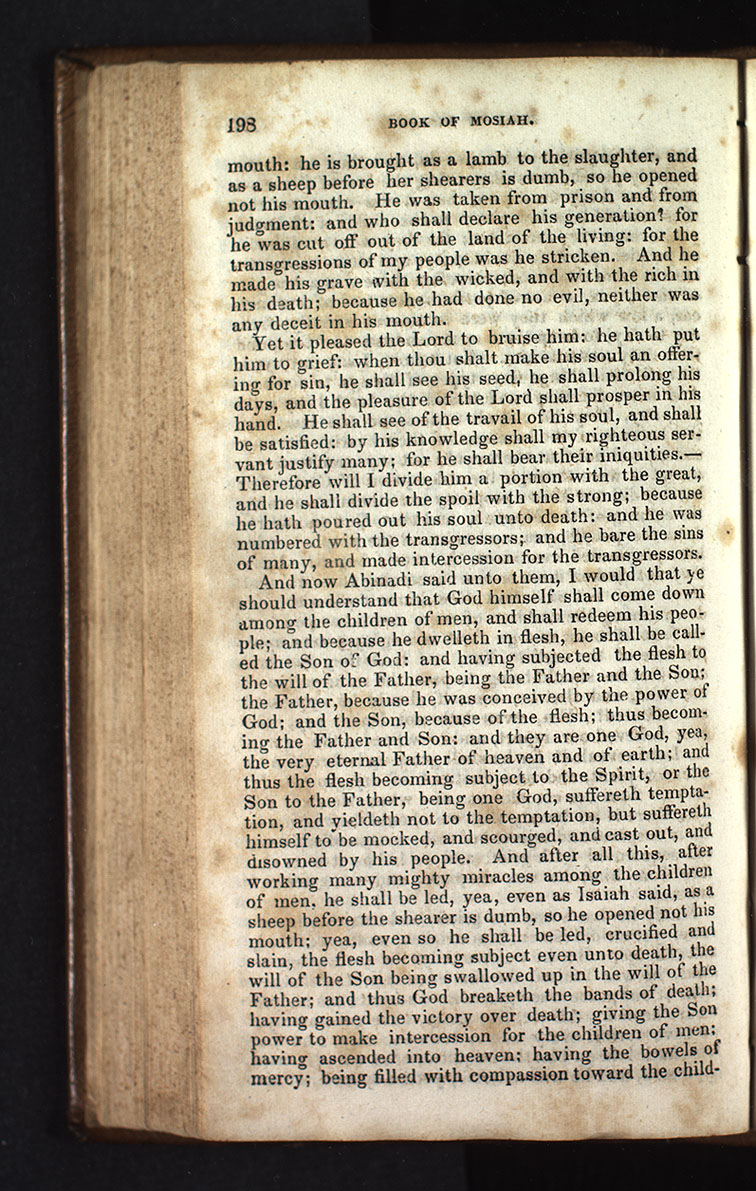 198 BOOK OF MOSIAH.
mouth: he is brought as a lamb to the slaughter, and
as a sheep before her shearers is dumb, so he opened
not his mouth. He was taken from prison and from
judgment: and who shall declare his generation? for
he was cut off out of the land of the living: for the
transgressions of my people was he stricken. And he
made his grave with the wicked, and with the rich in
his death; because he had done no evil, neither was
any deceit in his mouth.
Yet it pleased the Lord to bruise him: he hath put
him to grief: when thou shalt make his soul an offer-
ing for sin, he shall see his seed, he shall prolong his
days, and the pleasure of the Lord shall prosper in his
hand. He shall see of the travail of his soul, and shall
be satisfied: by his knowledge shall my righteous ser-
vant justify many; for he shall bear their iniquities.—
Therefore will I divide him a portion with the great,
and he shall divide the spoil with the strong; because
he hath poured out his soul unto death: and he was
numbered with the transgressors; and he bare the sins
of many, and made intercession for the transgressors.
And now Abinadi said unto them, I would that ye
should understand that God himself shall come down
among the children of men, and shall redeem his peo-
ple; and because he dwelleth in flesh, he shall be call-
ed the Son of God: and having subjected the flesh to
the will of the Father, being the Father and the Son;
the Father, because he was conceived by the power of
God; and the Son, because of the flesh; thus becom-
ing the Father and Son: and they are one God, yea,
the very eternal Father of heaven and of earth; and
thus the flesh becoming subject to the Spirit, or the
Son to the Father, being one God, suffereth tempta-
tion, and yieldeth not to the temptation, but suffereth
himself to be mocked, and scourged, and cast out, and
disowned by his people. And after all this, after
working many mighty miracles among the children
of men, he shall be led, yea, even as Isaiah said, as a
sheep before the shearer is dumb, so he opened not his
mouth; yea, even so he shall be led, crucified and
slain, the flesh becoming subject even unto death, the
will of the Son being swallowed up in the will of the
Father; and thus God breaketh the bands of death;
having gained the victory over death; giving the Son
power to make intercession for the children of men:
having ascended into heaven; having the bowels of
mercy; being filled with compassion toward the child-